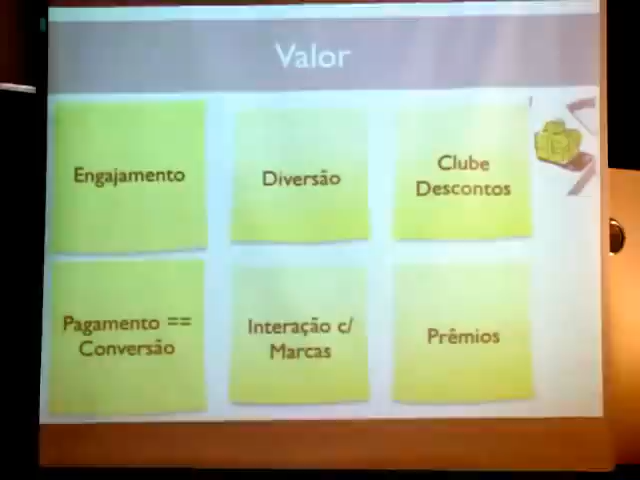 Valor
Engajamento
Diversão
Clube
Descontos
Pagamento ==
Conversão
Interação c/
Marcas
Prêmios